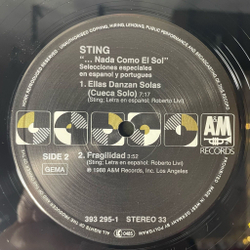 STING
"... Nada Como El Sol"
Selecciones especiales
en espanol y portugues
1. Ellas Danzan Solas
(Cueca Solo) 7:17
(Sting; Letra en espanol: Roberto Livi)
A&M
RECORDS
SIDE 2
GEMA
2. Fragilidad 3:52
(Sting; Letra en espanol: Roberto Livi)
℗ 1988 A&M Records, Inc. Los Angeles
393 295-1 STEREO 33
LC 0485